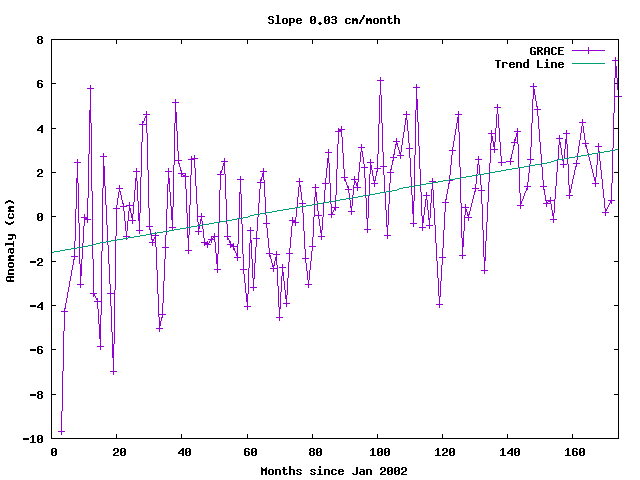 Slope 0.03 cm/month
GRACE
Trend Line
8
6
4
2
0
-2
-4
-6
-8
-10
Anomaly (cm)
0 20 40 60 80 100 120 140 160
Months since Jan 2002